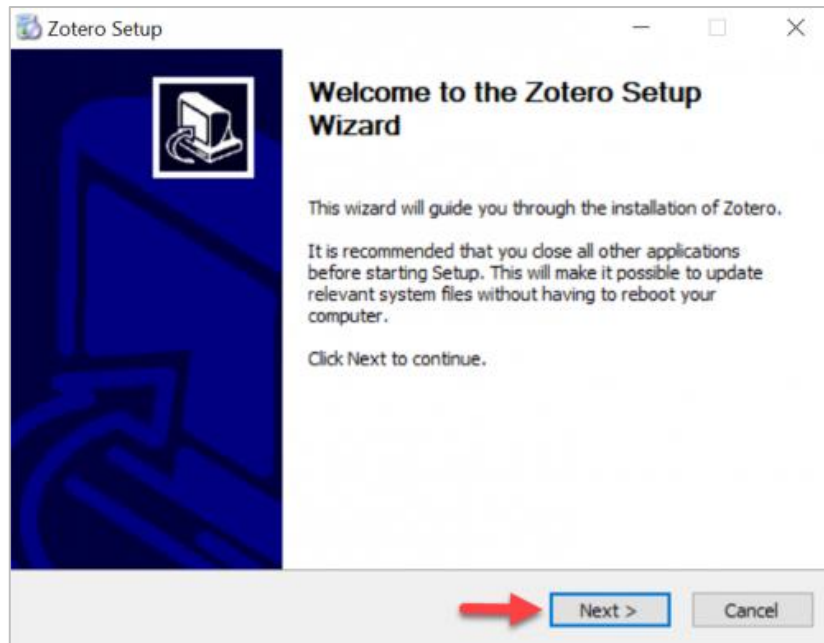 Zotero Setup
Welcome to the Zotero Setup
Wizard
This wizard will guide you through the installation of Zotero.
It is recommended that you close all other applications
before starting Setup. This will make it possible to update
relevant system files without having to reboot your
computer.
Click Next to continue.
Next >
Cancel